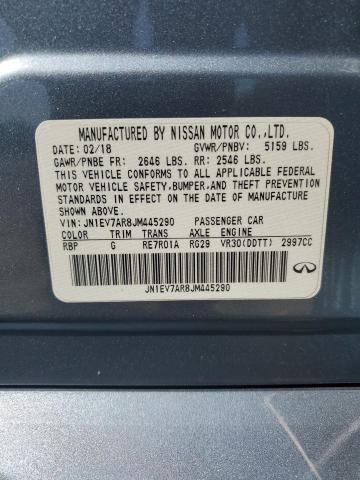 MANUFACTURED BY NISSAN MOTOR CO.,LTD.
DATE: 02/18 GVWR/PNBV: 5159 LBS.
GAWR/PNBE FR: 2646 LBS. RR: 2546 LBS.
THIS VEHICLE CONFORMS TO ALL APPLICABLE FEDERAL
MOTOR VEHICLE SAFETY,BUMPER,AND THEFT PREVENTION
STANDARDS IN EFFECT ON THE DATE OF MANUFACTURE
SHOWN ABOVE.
VIN: JN1EV7AR8JM445290 PASSENGER CAR
COLOR TRIM TRANS AXLE ENGINE
RBP G RE7R01A RG29 VR30(DDTT) 2997CC
JN1EV7AR8JM445290
INFINITI